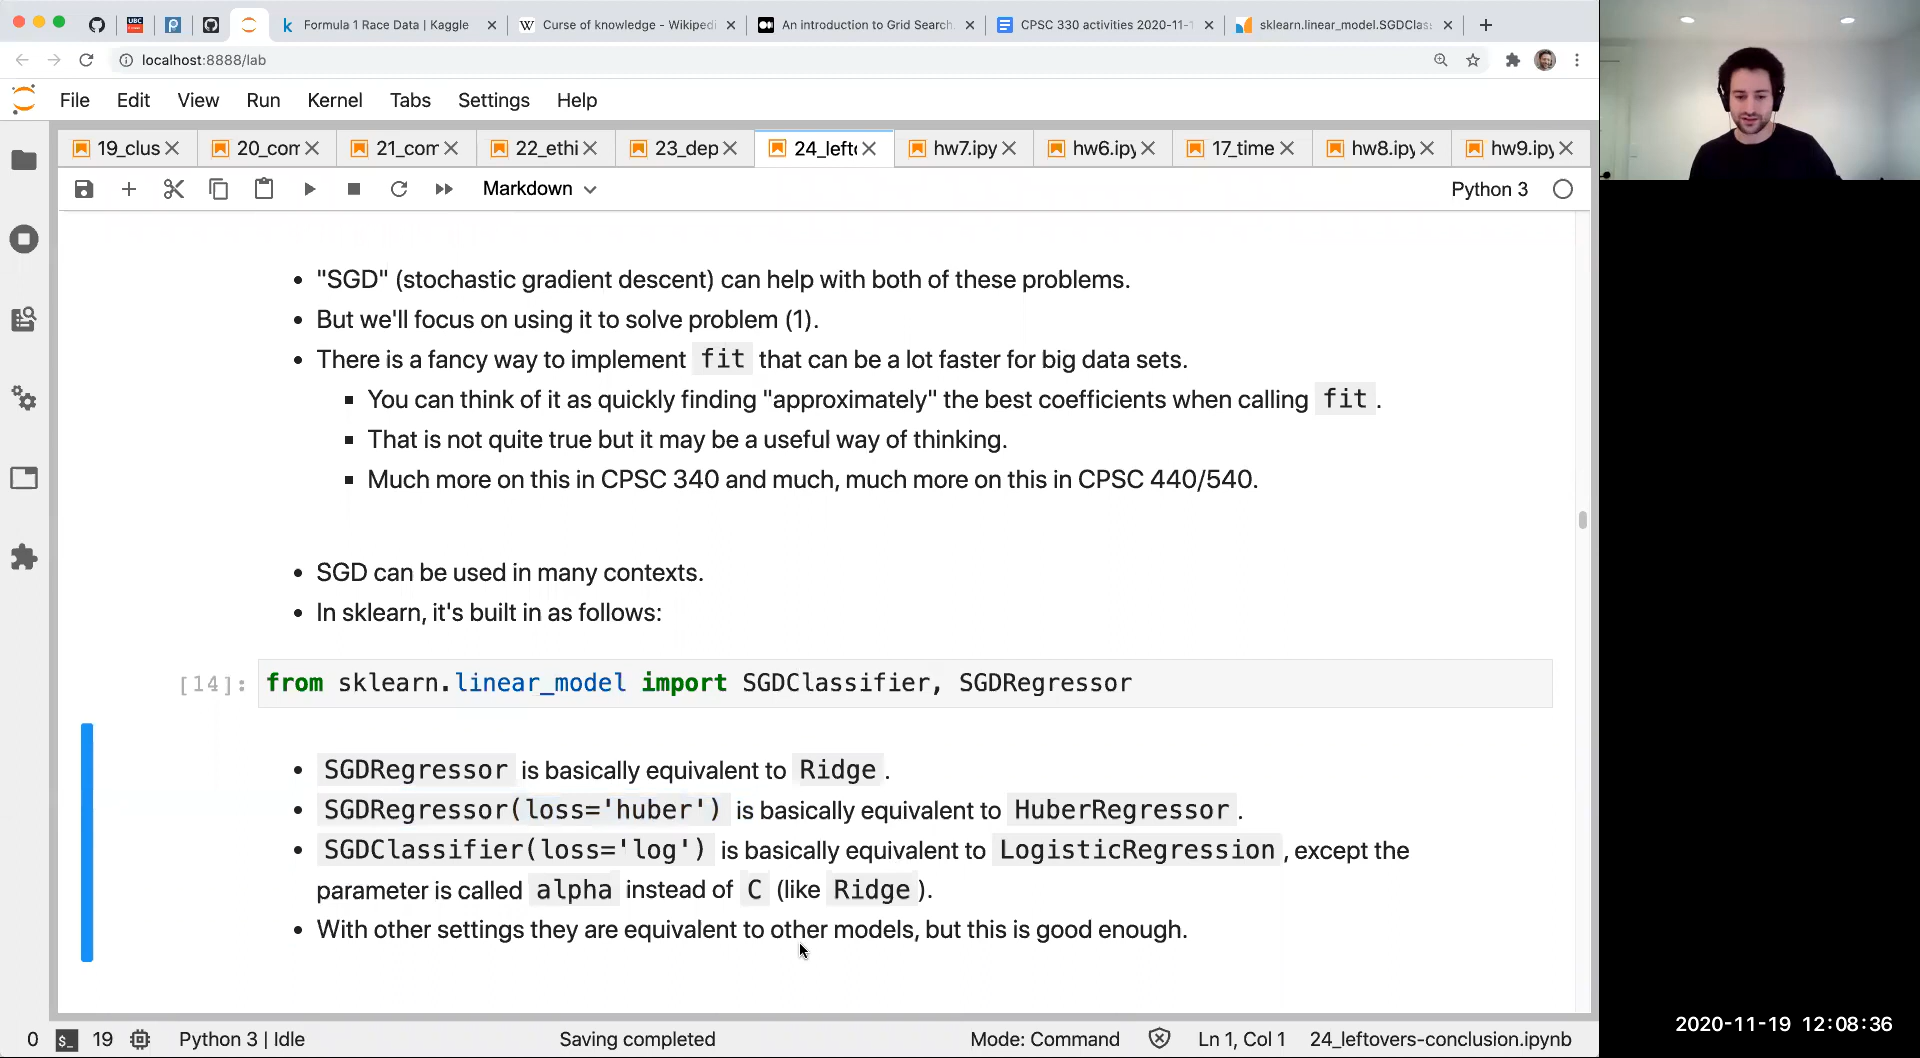 Formula 1 Race Data | Kaggle
Curse of knowledge - Wikipedi
An introduction to Grid Search
CPSC 330 activities 2020-11-1
sklearn.linear_model.SGDClas
localhost:8888/lab
File Edit View Run Kernel Tabs Settings Help
19_clus 20_com 21_com 22_ethi 23_dep 24_lefto hw7.ipy hw6.ipy 17_time hw8.ipy hw9.ipy
Markdown Python 3
• "SGD" (stochastic gradient descent) can help with both of these problems.
• But we'll focus on using it to solve problem (1).
• There is a fancy way to implement fit that can be a lot faster for big data sets.
▪ You can think of it as quickly finding "approximately" the best coefficients when calling fit .
▪ That is not quite true but it may be a useful way of thinking.
▪ Much more on this in CPSC 340 and much, much more on this in CPSC 440/540.
• SGD can be used in many contexts.
• In sklearn, it's built in as follows:
[14]: from sklearn.linear_model import SGDClassifier, SGDRegressor
• SGDRegressor is basically equivalent to Ridge .
• SGDRegressor(loss='huber') is basically equivalent to HuberRegressor .
• SGDClassifier(loss='log') is basically equivalent to LogisticRegression , except the
parameter is called alpha instead of C (like Ridge ).
• With other settings they are equivalent to other models, but this is good enough.
0 $_ 19 Python 3 | Idle Saving completed Mode: Command Ln 1, Col 1 24_leftovers-conclusion.ipynb
2020-11-19 12:08:36